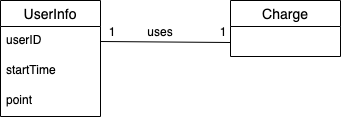 UserInfo
userID
startTime
point
1 uses 1
Charge